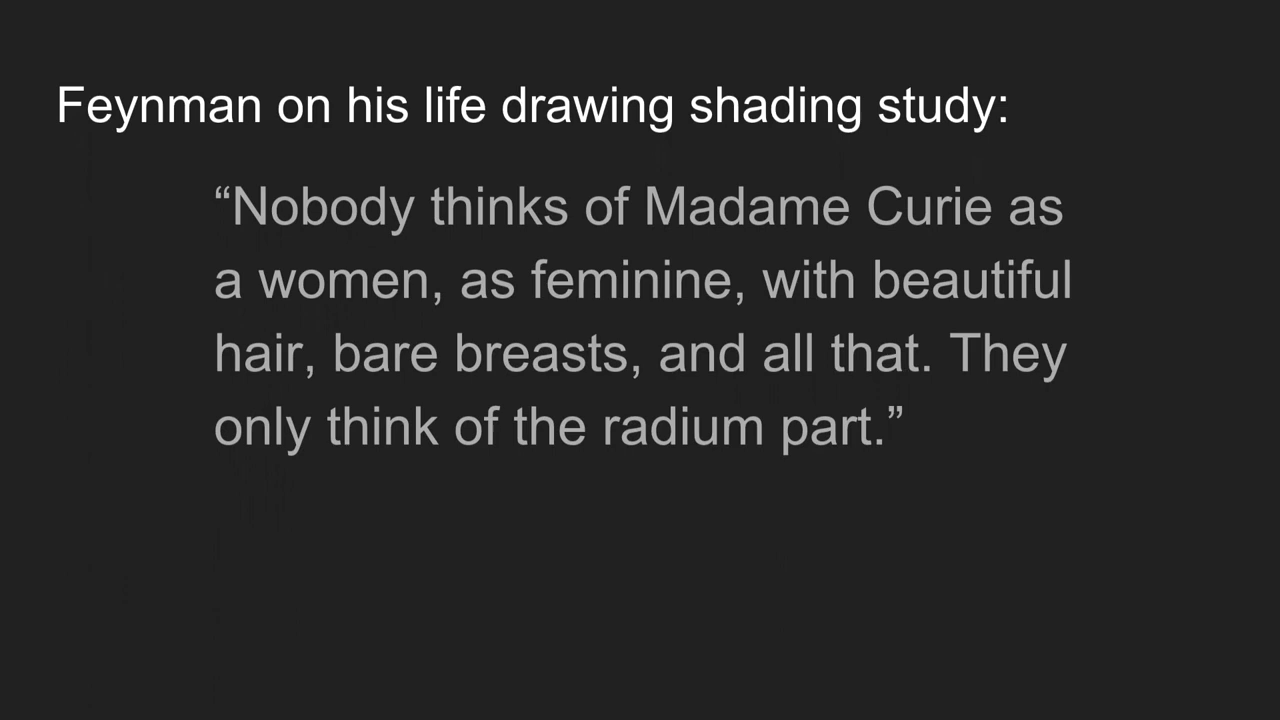 Feynman on his life drawing shading study:
“Nobody thinks of Madame Curie as
a women, as feminine, with beautiful
hair, bare breasts, and all that. They
only think of the radium part.”